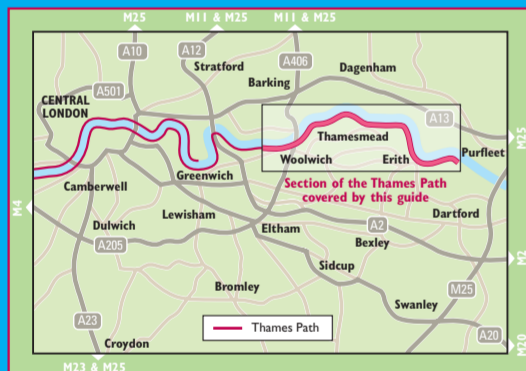 M25
M11 & M25
M11 & M25
A10
A12
A406
Stratford
Dagenham
Barking
A501
CENTRAL
LONDON
A13
M25
Thamesmead
Purfleet
Woolwich
Erith
Greenwich
Camberwell
Section of the Thames Path
covered by this guide
M4
Lewisham
Dartford
Dulwich
Eltham
A2
A205
Bexley
M2
Sidcup
Bromley
M25
Swanley
A23
Thames Path
A20
Croydon
M20
M23 & M25